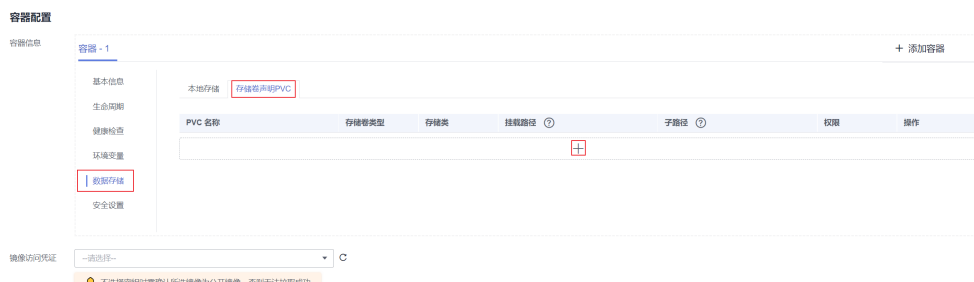 容器配置
容器信息
容器 - 1
+ 添加容器
基本信息
生命周期
健康检查
环境变量
数据存储
安全设置
本地存储 存储卷声明PVC
PVC 名称 存储卷类型 存储类 挂载路径 ? 子路径 ? 权限 操作
镜像访问凭证 --请选择--